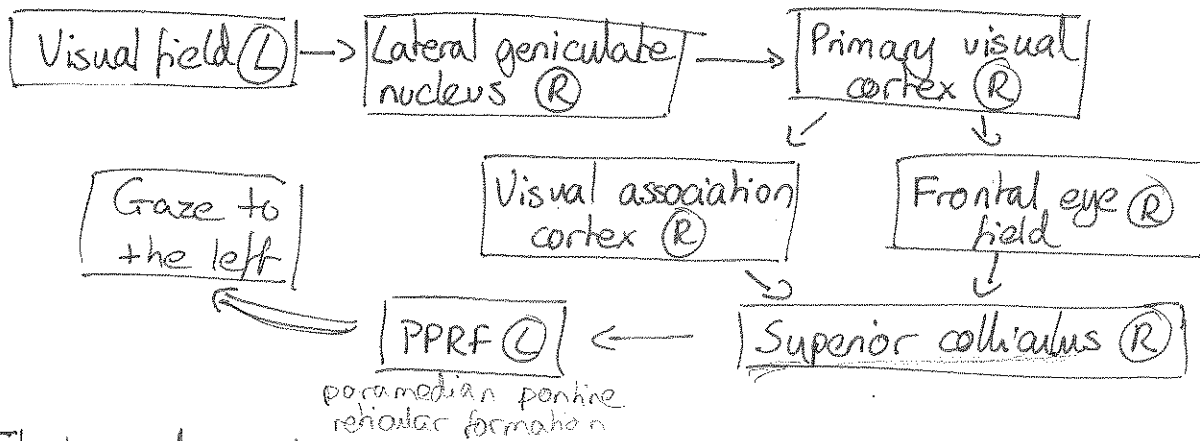 Visual field L
Lateral geniculate
nucleus R
Primary visual
cortex R
Visual association
cortex R
Frontal eye R
field
Gaze to
the left
PPRF L
Superior colliculus R
paramedian pontine
reticular formation